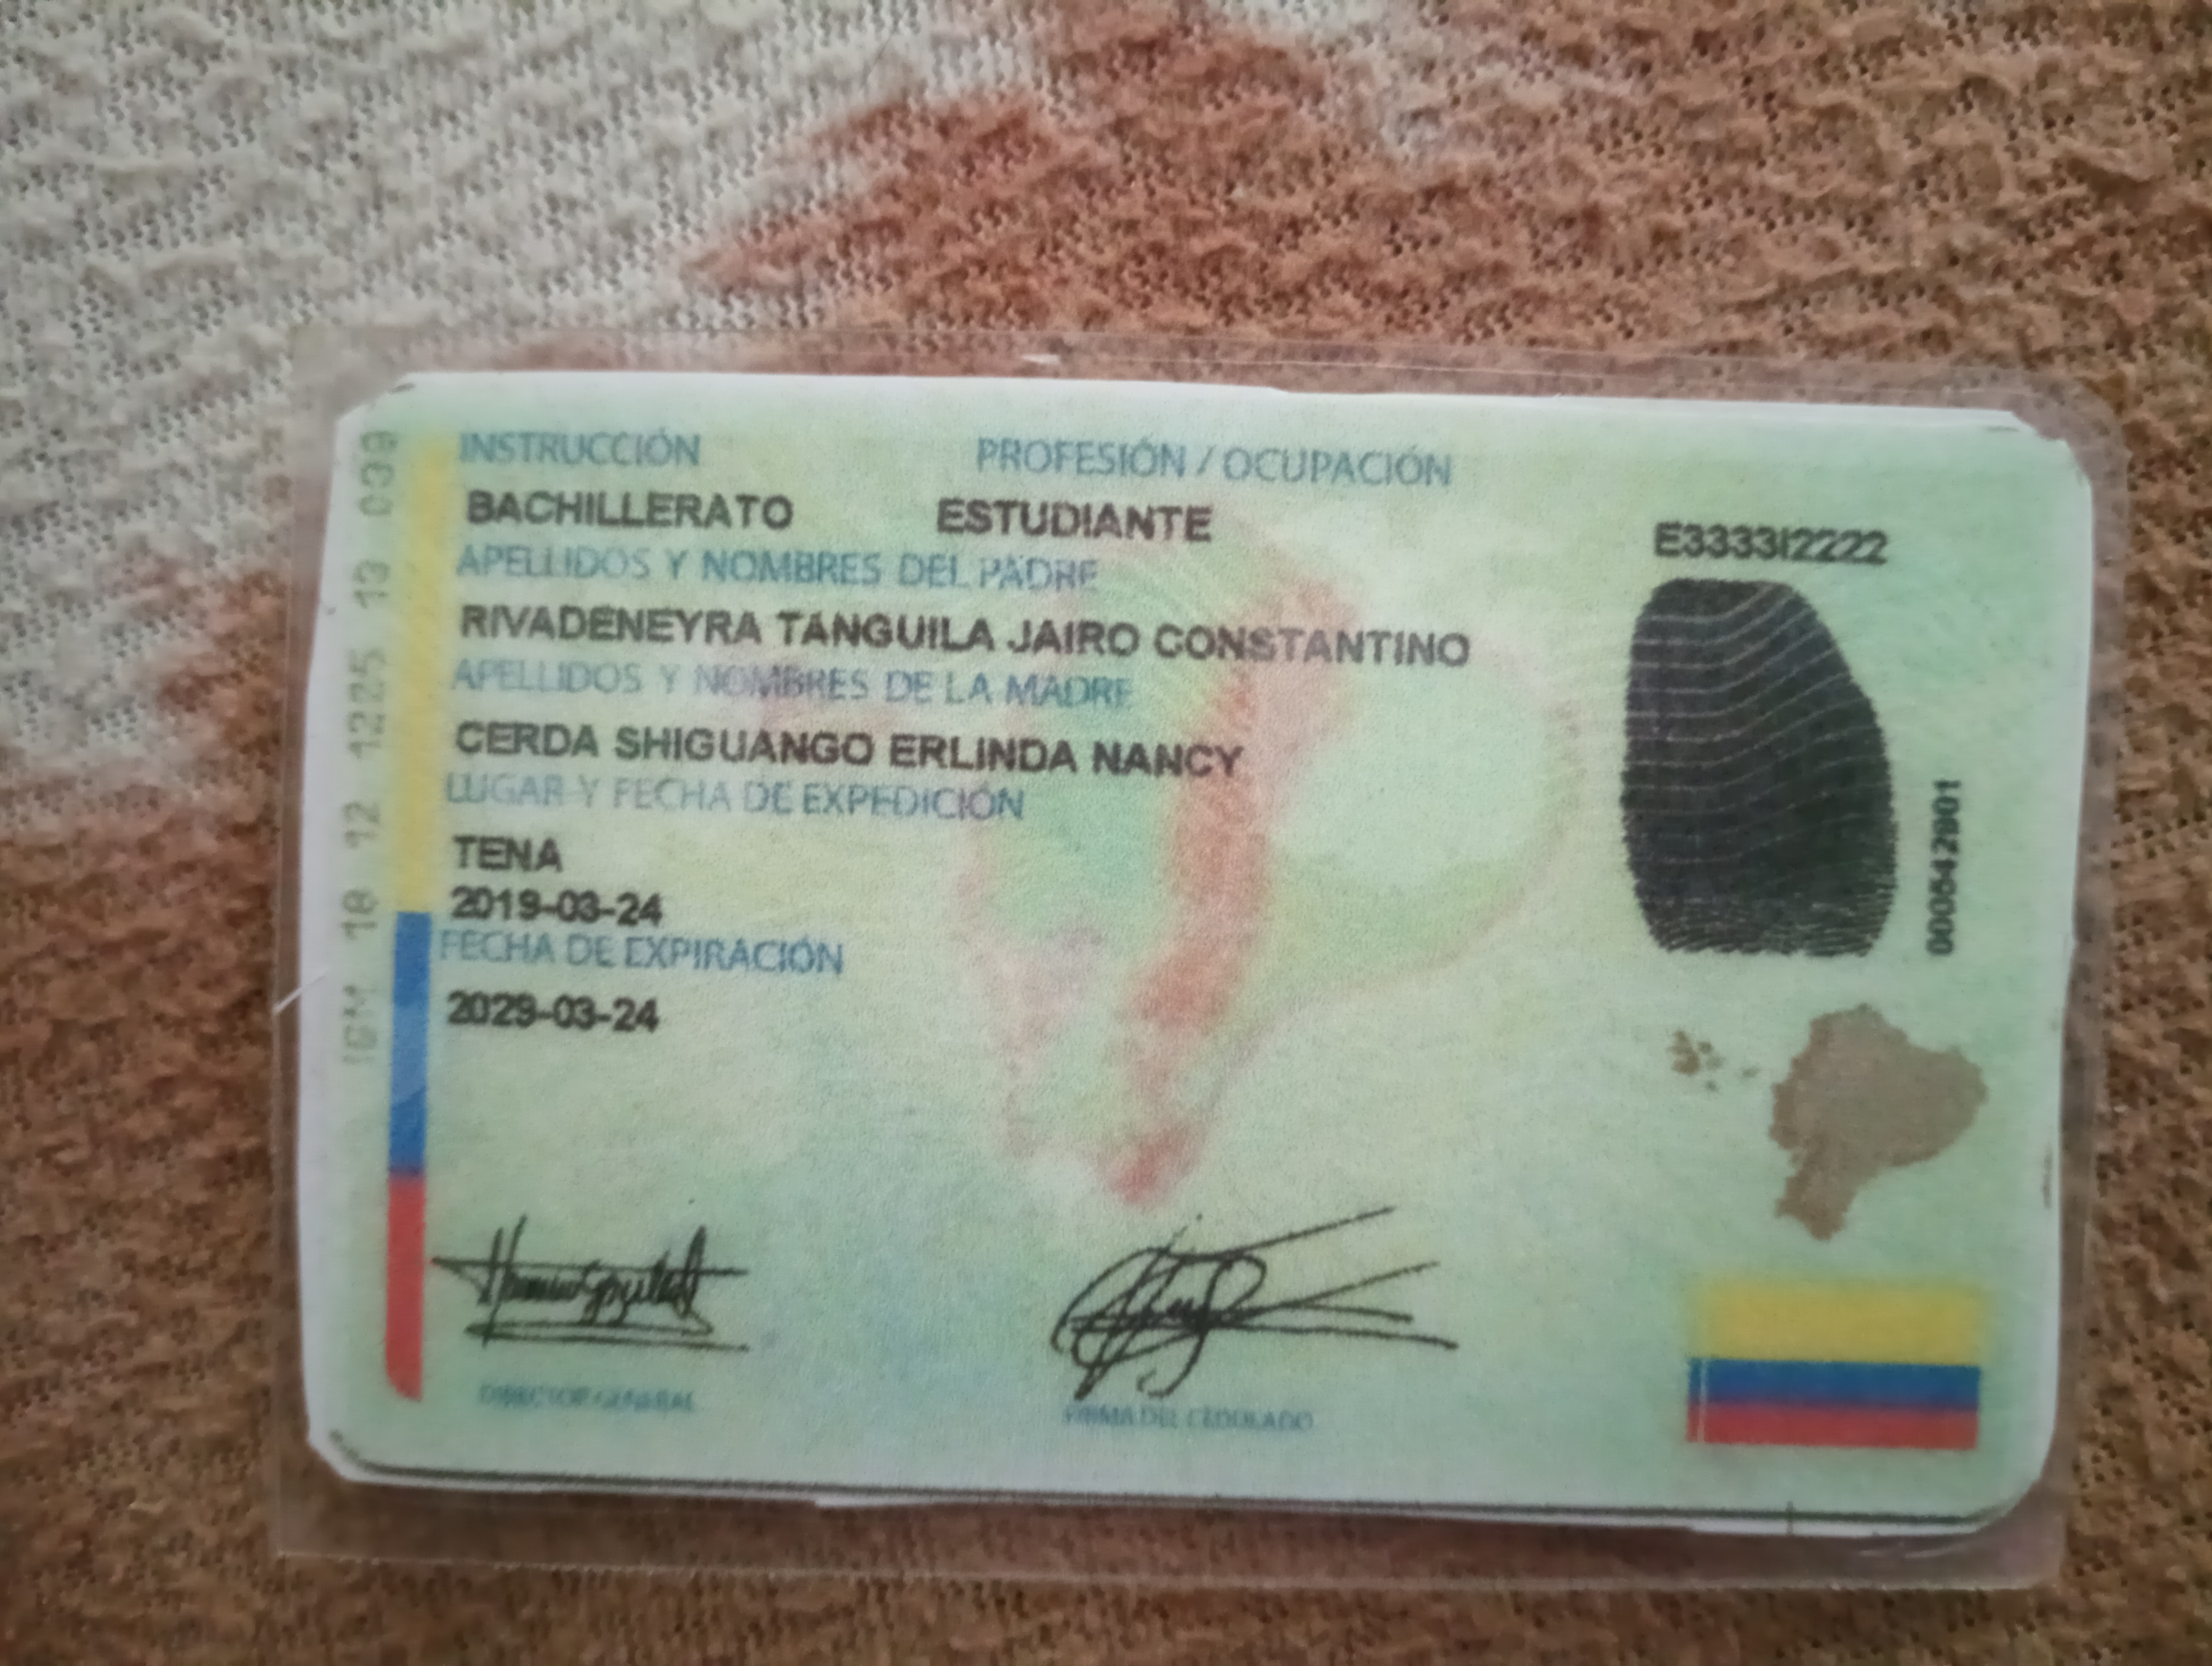 IGM 18 12 1225 13 039
INSTRUCCIÓN PROFESIÓN / OCUPACIÓN
BACHILLERATO ESTUDIANTE E3333I2222
APELLIDOS Y NOMBRES DEL PADRE
RIVADENEYRA TANGUILA JAIRO CONSTANTINO
APELLIDOS Y NOMBRES DE LA MADRE
CERDA SHIGUANGO ERLINDA NANCY
LUGAR Y FECHA DE EXPEDICIÓN
TENA
2019-03-24
FECHA DE EXPIRACIÓN
2029-03-24
000542901
DIRECTOR GENERAL FIRMA DEL CEDULADO